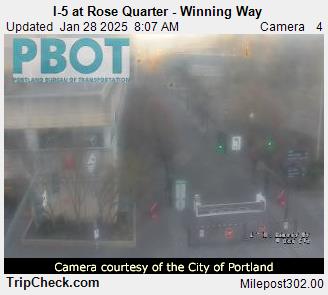 I-5 at Rose Quarter - Winning Way
Updated Jan 28 2025 8:07 AM Camera 4
PBOT
PORTLAND BUREAU OF TRANSPORTATION
Camera courtesy of the City of Portland
TripCheck.com Milepost302.00